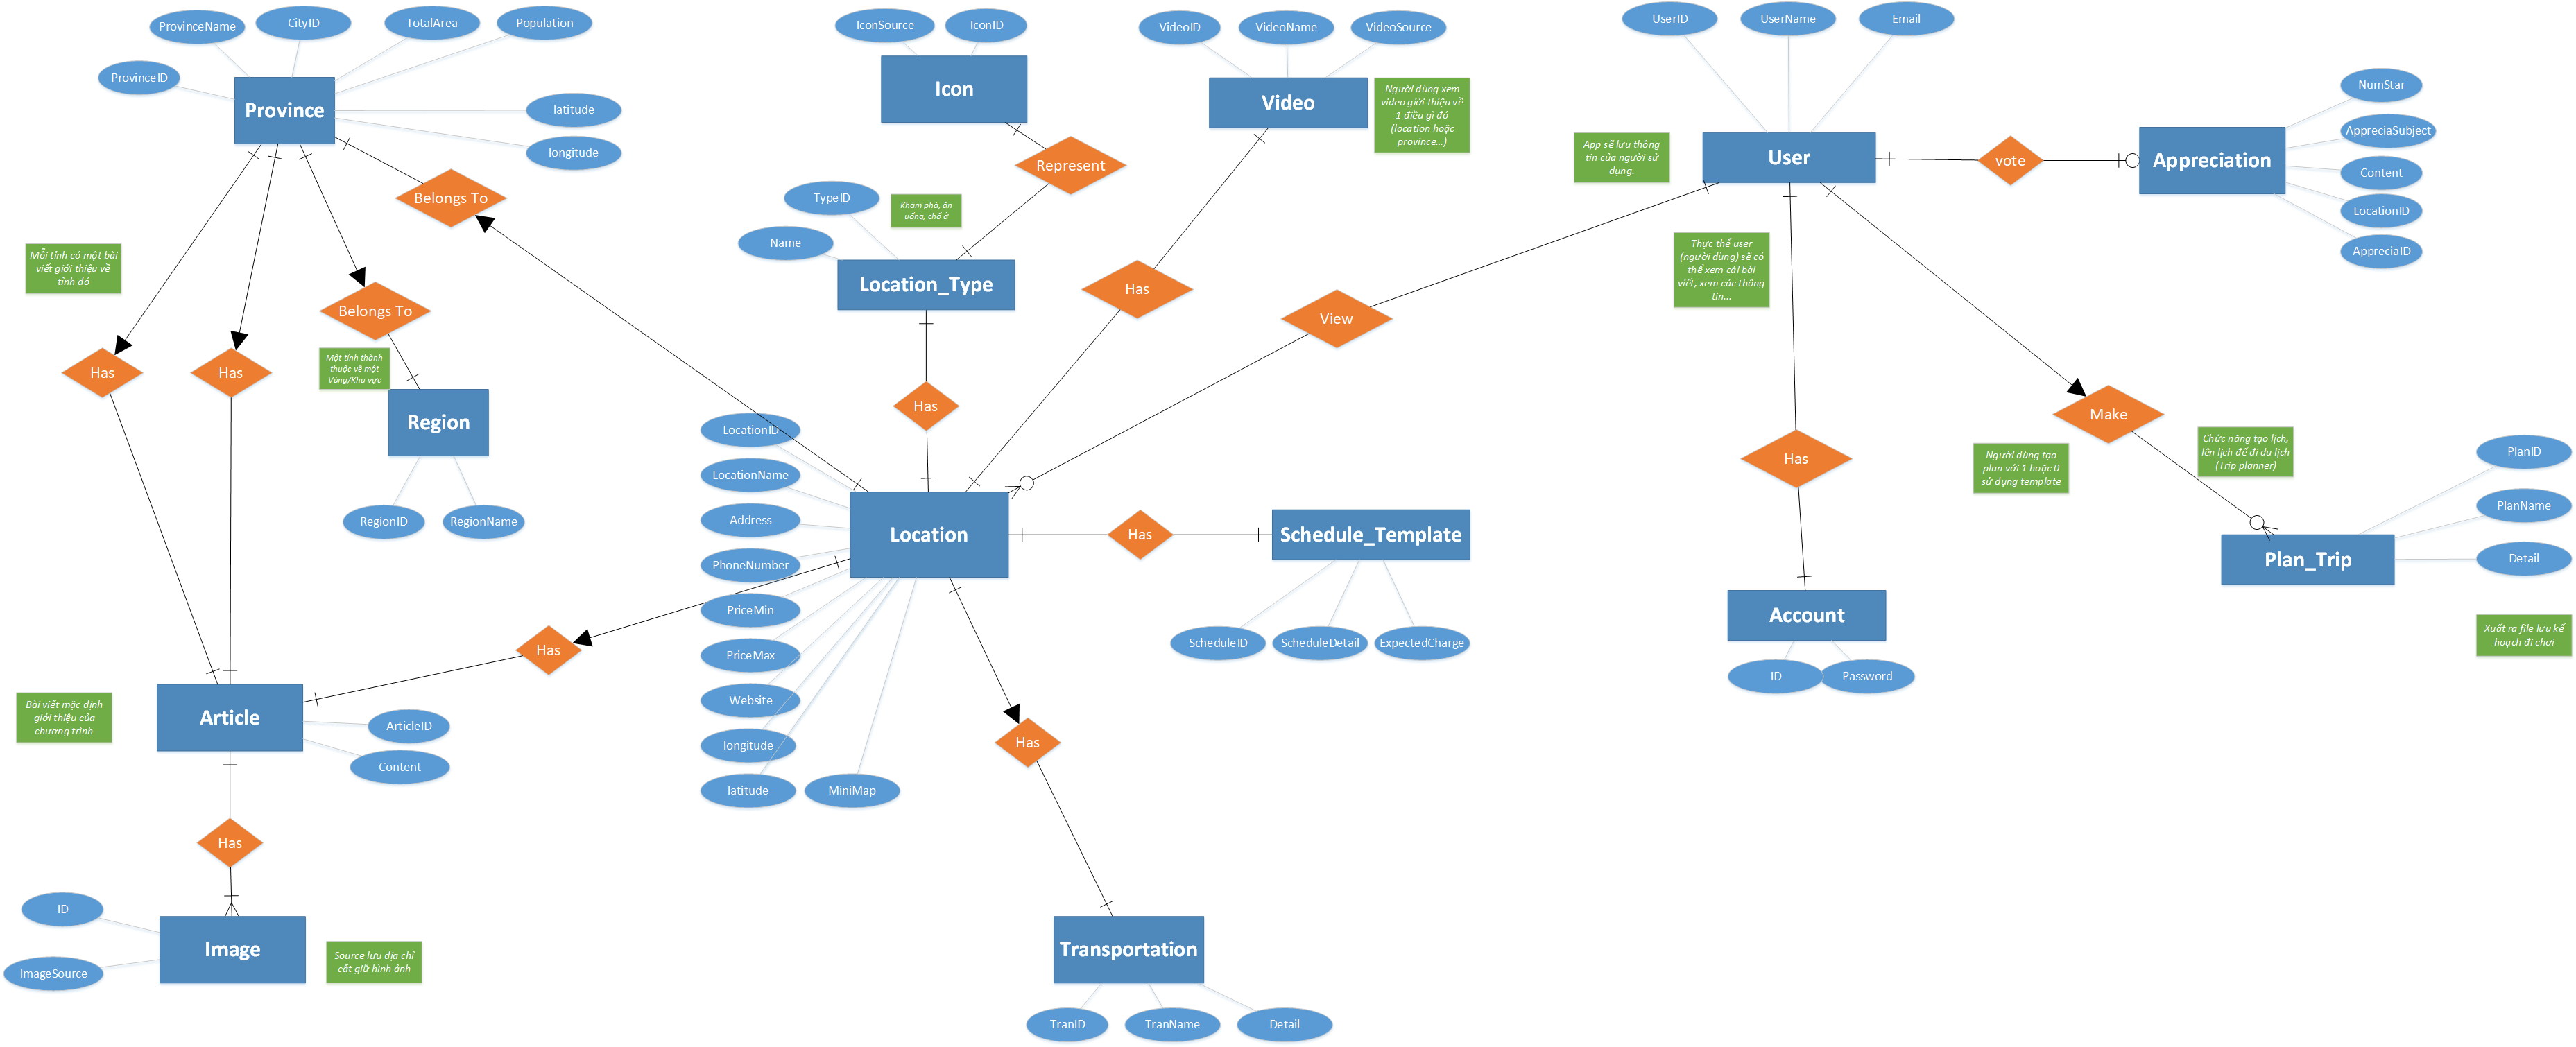 ProvinceName
CityID
TotalArea
Population
ProvinceID
Province
latitude
longitude
Belongs To
Mỗi tỉnh có một bài
viết giới thiệu về
tỉnh đó
Has
Has
Belongs To
Một tỉnh thành
thuộc về một
Vùng/Khu vực
Region
RegionID
RegionName
IconSource
IconID
Icon
Represent
TypeID
Name
Khám phá, ăn
uống, chỗ ở
Location_Type
Has
VideoID
VideoName
VideoSource
Video
Người dùng xem
video giới thiệu về
1 điều gì đó
(location hoặc
province...)
Has
View
UserID
UserName
Email
App sẽ lưu thông
tin của người sử
dụng.
User
vote
NumStar
AppreciaSubject
Appreciation
Content
LocationID
AppreciaID
Thực thể user
(người dùng) sẽ có
thể xem cái bài
viết, xem các thông
tin...
Has
Make
Người dùng tạo
plan với 1 hoặc 0
sử dụng template
Chức năng tạo lịch,
lên lịch để đi du lịch
(Trip planner)
PlanID
PlanName
Plan_Trip
Detail
Xuất ra file lưu kế
hoạch đi chơi
Account
ID
Password
LocationID
LocationName
Address
PhoneNumber
PriceMin
PriceMax
Website
longitude
latitude
MiniMap
Location
Has
Schedule_Template
ScheduleID
ScheduleDetail
ExpectedCharge
Has
Has
Transportation
TranID
TranName
Detail
Bài viết mặc định
giới thiệu của
chương trình
Article
ArticleID
Content
Has
ID
ImageSource
Image
Source lưu địa chỉ
cất giữ hình ảnh